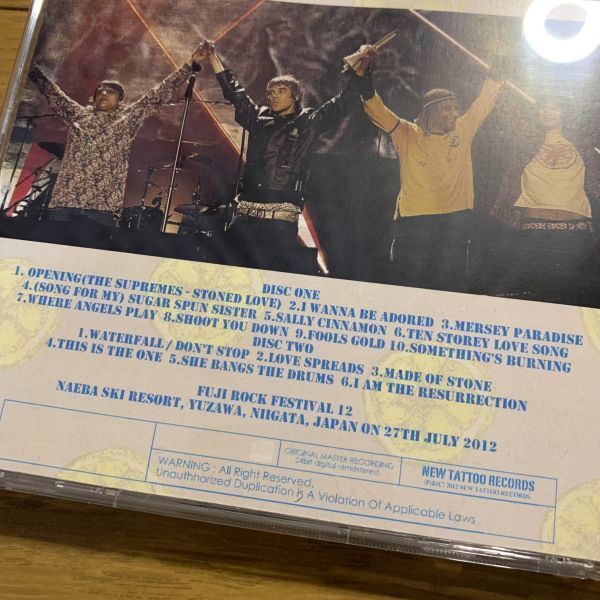 DISC ONE
1. OPENING(THE SUPREMES - STONED LOVE) 2.I WANNA BE ADORED 3.MERSEY PARADISE
4.(SONG FOR MY) SUGAR SPUN SISTER 5.SALLY CINNAMON 6.TEN STOREY LOVE SONG
7.WHERE ANGELS PLAY 8.SHOOT YOU DOWN 9.FOOLS GOLD 10.SOMETHING'S BURNING
DISC TWO
1.WATERFALL / DON'T STOP 2.LOVE SPREADS 3.MADE OF STONE
4.THIS IS THE ONE 5.SHE BANGS THE DRUMS 6.I AM THE RESURRECTION
FUJI ROCK FESTIVAL 12
NAEBA SKI RESORT, YUZAWA, NIIGATA, JAPAN ON 27TH JULY 2012
ORIGINAL MASTER RECORDING
24bit digital remastered
NEW TATTOO RECORDS
(P)&(C) 2012 NEW TATTOO RECORDS
WARNING : All Right Reserved.
Unauthnarized Duplication Is A Violation Of Applicable Laws